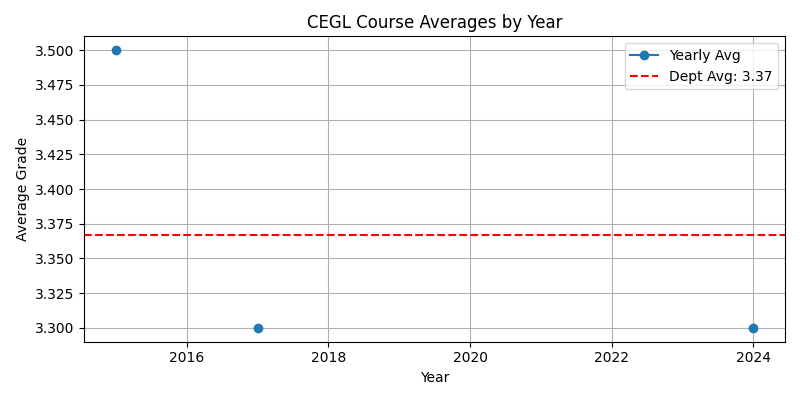 CEGL Course Averages by Year
3.500
3.475
3.450
3.425
3.400
3.375
3.350
3.325
3.300
Average Grade
Yearly Avg
Dept Avg: 3.37
2016 2018 2020 2022 2024
Year